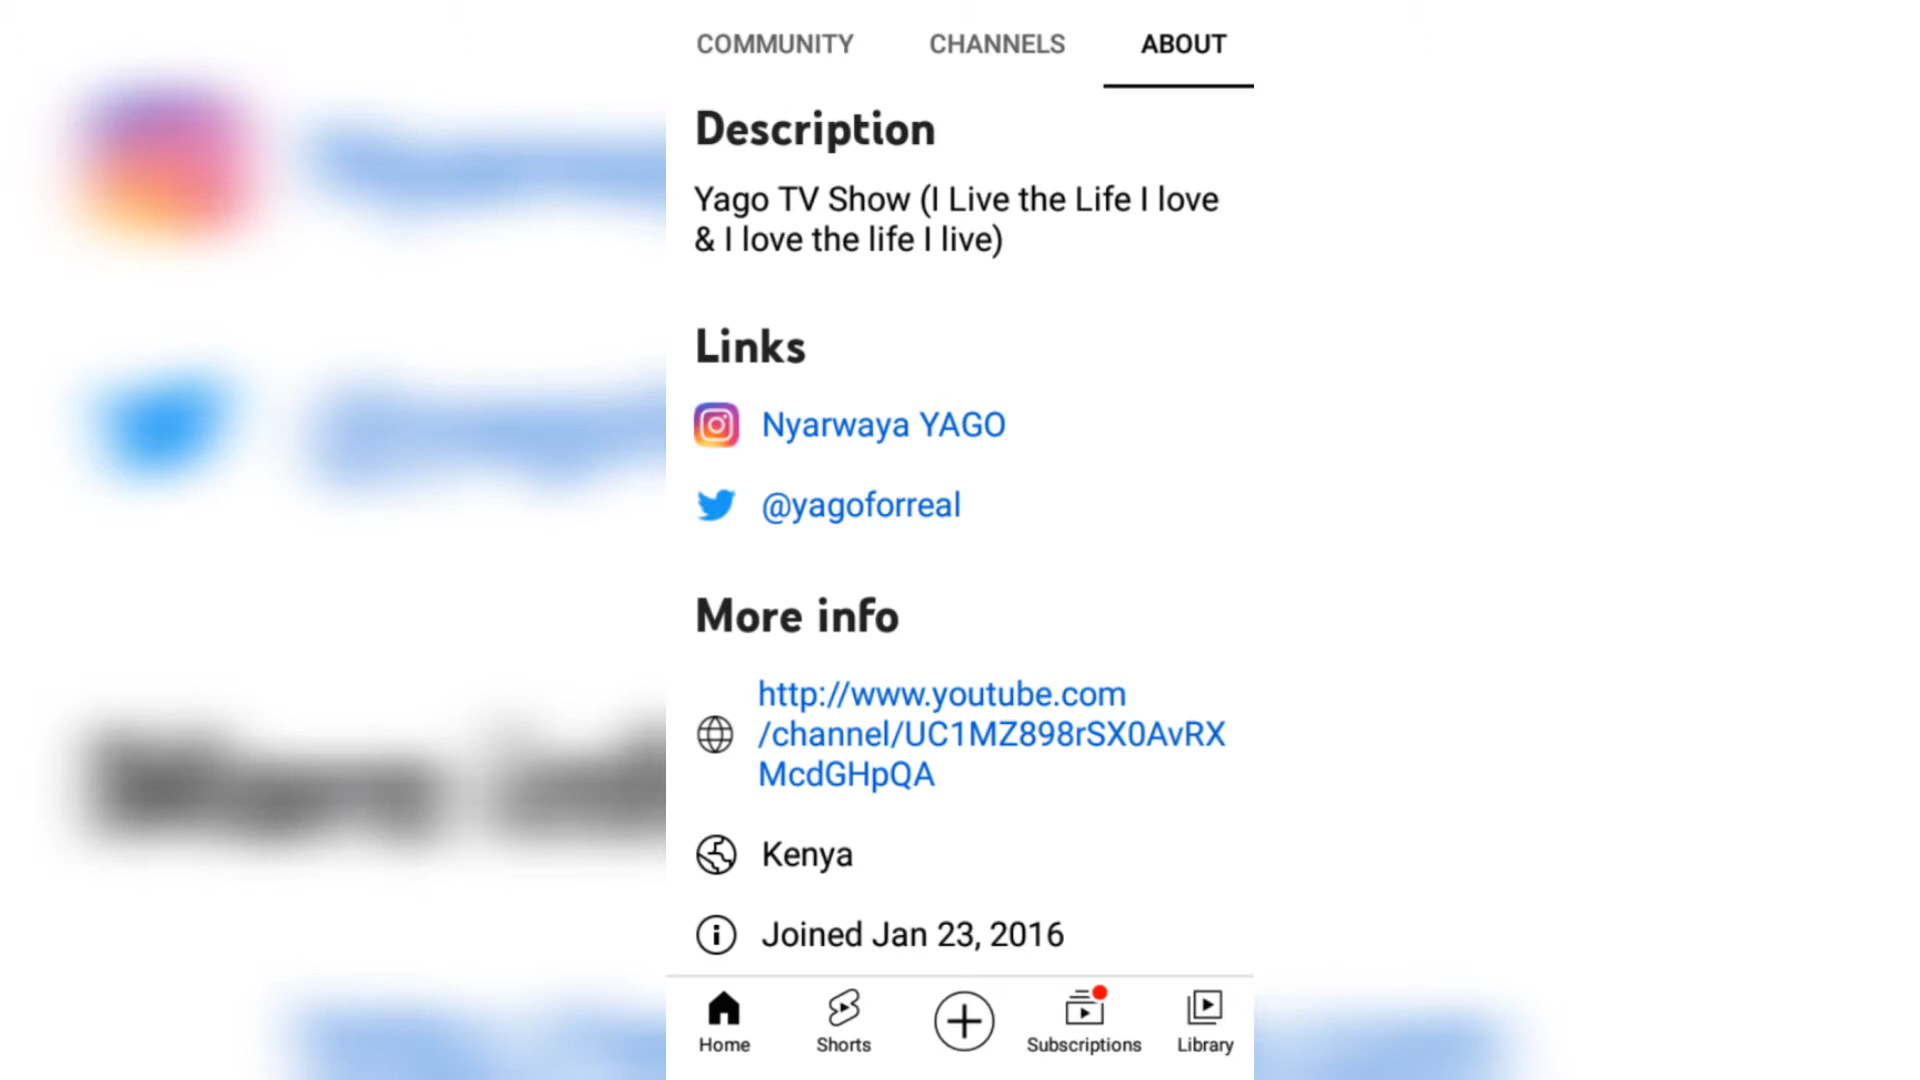 COMMUNITY CHANNELS ABOUT
Description
Yago TV Show (I Live the Life I love
& I love the life I live)
Links
Nyarwaya YAGO
@yagoforreal
More info
http://www.youtube.com
/channel/UC1MZ898rSX0AvRX
McdGHpQA
Kenya
Joined Jan 23, 2016
Home Shorts Subscriptions Library